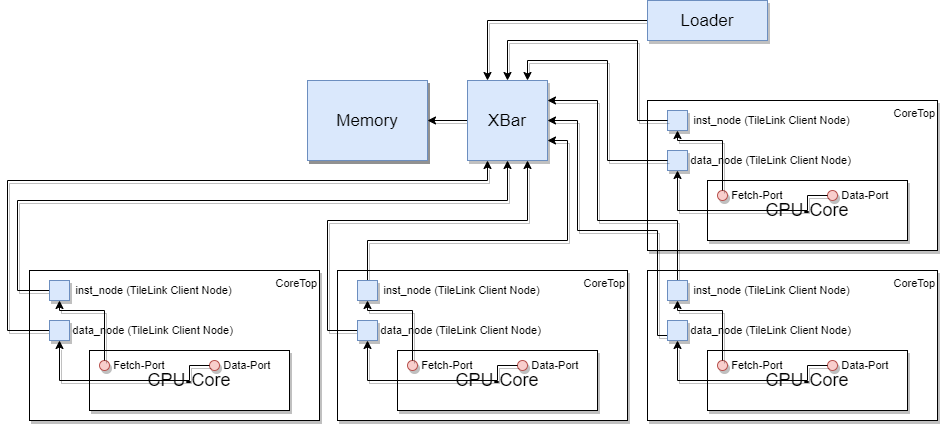 Loader
Memory
XBar
CoreTop
inst_node (TileLink Client Node)
data_node (TileLink Client Node)
Fetch-Port
Data-Port
CPU-Core
CoreTop
inst_node (TileLink Client Node)
data_node (TileLink Client Node)
Fetch-Port
Data-Port
CPU-Core
CoreTop
inst_node (TileLink Client Node)
data_node (TileLink Client Node)
Fetch-Port
Data-Port
CPU-Core
CoreTop
inst_node (TileLink Client Node)
data_node (TileLink Client Node)
Fetch-Port
Data-Port
CPU-Core